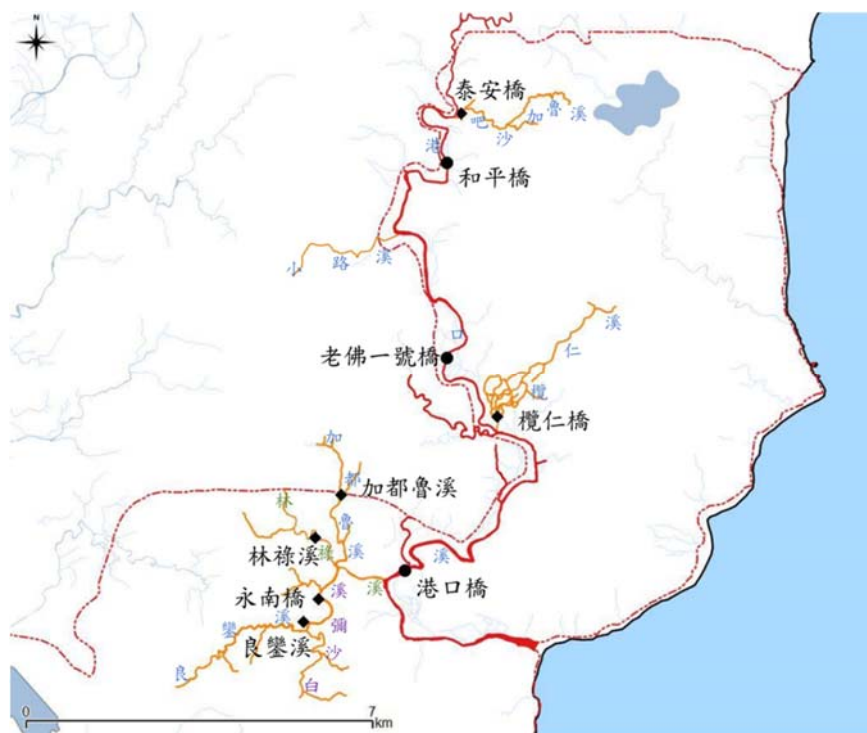 泰安橋
吧沙加魯溪
港口溪
和平橋
小路溪
老佛一號橋
欖仁溪
欖仁橋
加都魯溪
加都魯溪
林祿溪
林祿溪
港口橋
永南橋
白沙彌溪
良鑾溪
良鑾溪
0
7
km